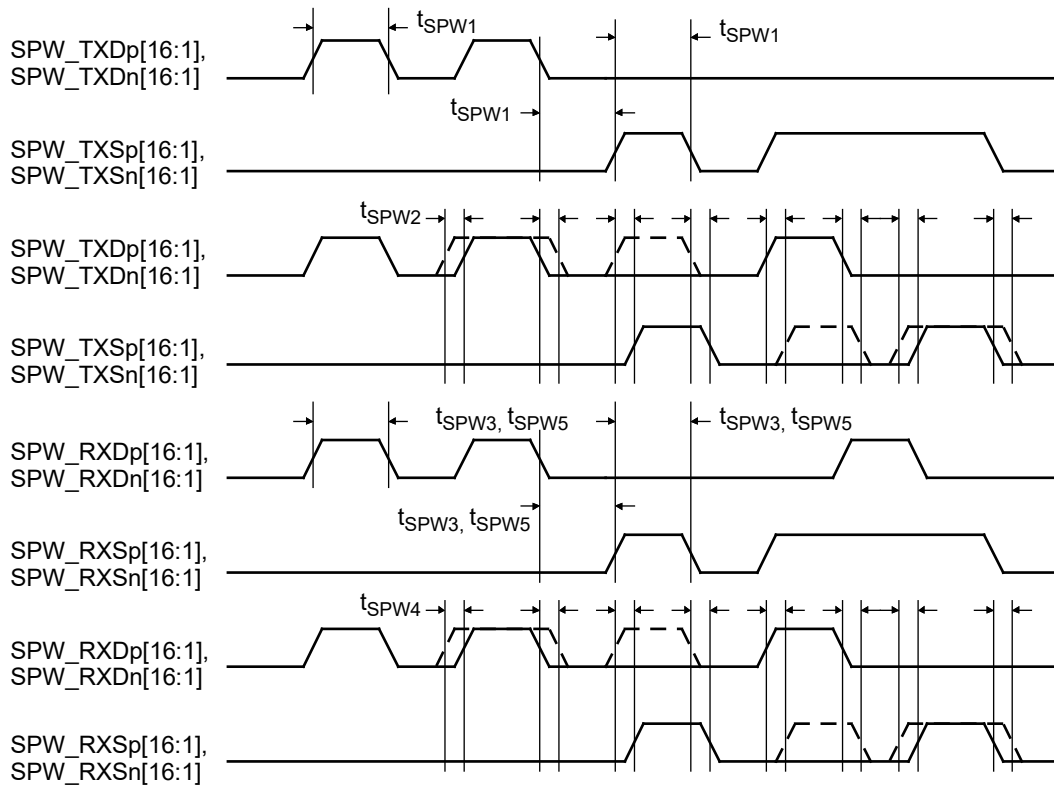 tSPW1
tSPW1
SPW_TXDp[16:1],
SPW_TXDn[16:1]
tSPW1
SPW_TXSp[16:1],
SPW_TXSn[16:1]
tSPW2
SPW_TXDp[16:1],
SPW_TXDn[16:1]
SPW_TXSp[16:1],
SPW_TXSn[16:1]
tSPW3, tSPW5
tSPW3, tSPW5
SPW_RXDp[16:1],
SPW_RXDn[16:1]
tSPW3, tSPW5
SPW_RXSp[16:1],
SPW_RXSn[16:1]
tSPW4
SPW_RXDp[16:1],
SPW_RXDn[16:1]
SPW_RXSp[16:1],
SPW_RXSn[16:1]